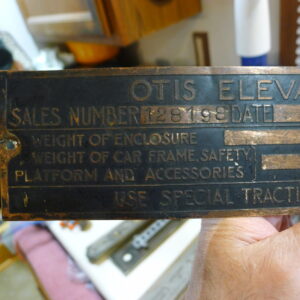 OTIS ELEVA
SALES NUMBER 128198 DATE
WEIGHT OF ENCLOSURE
WEIGHT OF CAR FRAME, SAFETY,
PLATFORM AND ACCESSORIES
USE SPECIAL TRACTI